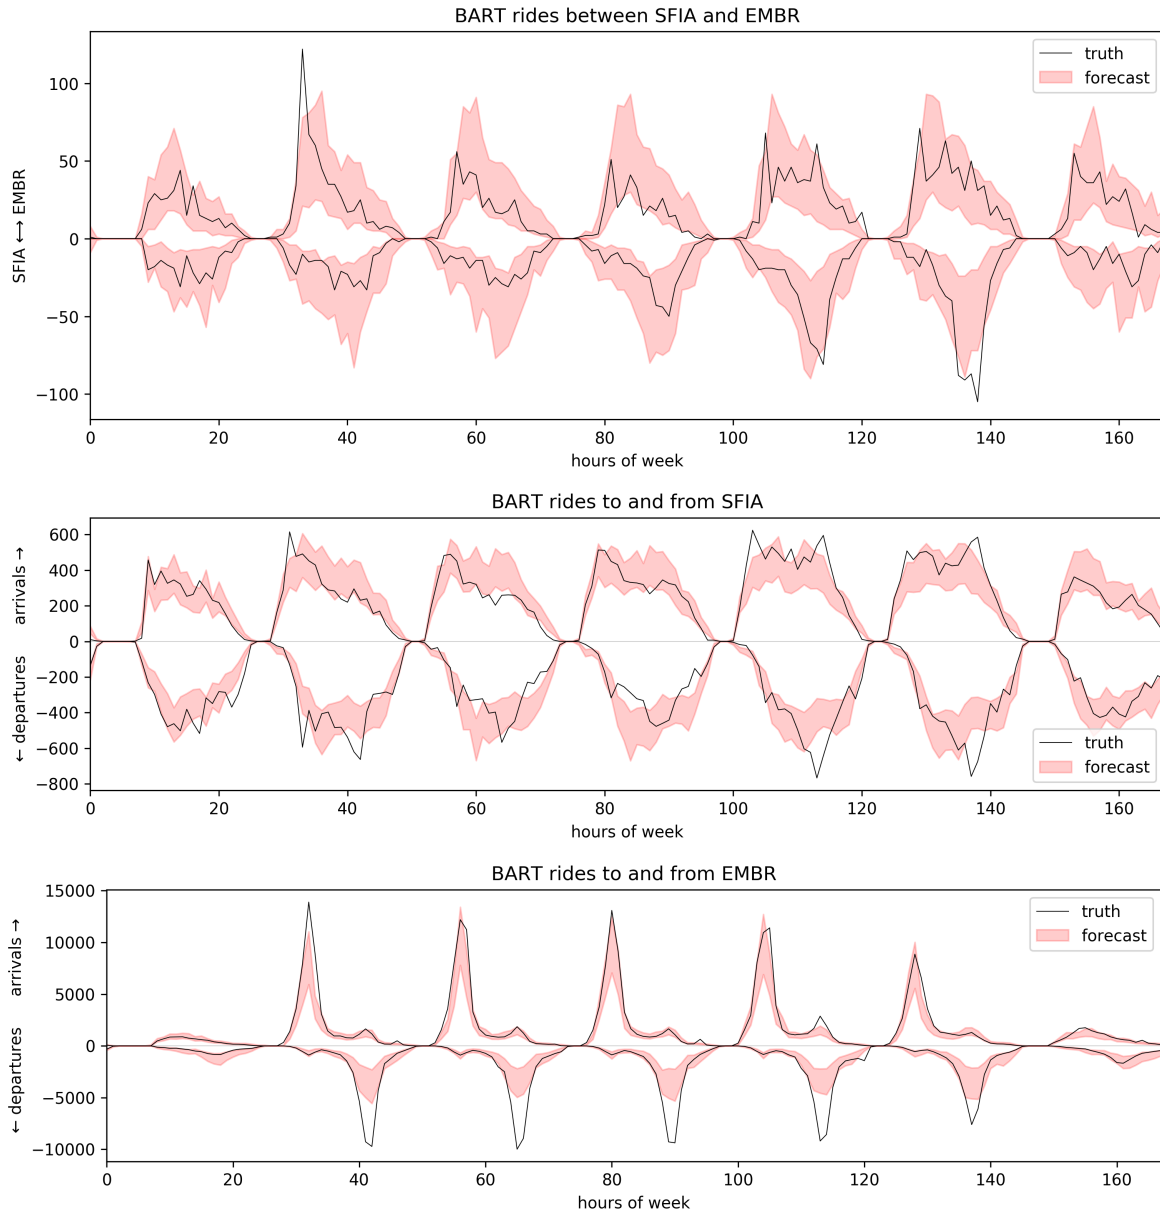 BART rides between SFIA and EMBR
SFIA ⟷ EMBR
100
50
0
−50
−100
truth
forecast
0 20 40 60 80 100 120 140 160
hours of week
BART rides to and from SFIA
← departures arrivals →
600
400
200
0
−200
−400
−600
−800
truth
forecast
0 20 40 60 80 100 120 140 160
hours of week
BART rides to and from EMBR
← departures arrivals →
15000
10000
5000
0
−5000
−10000
truth
forecast
0 20 40 60 80 100 120 140 160
hours of week